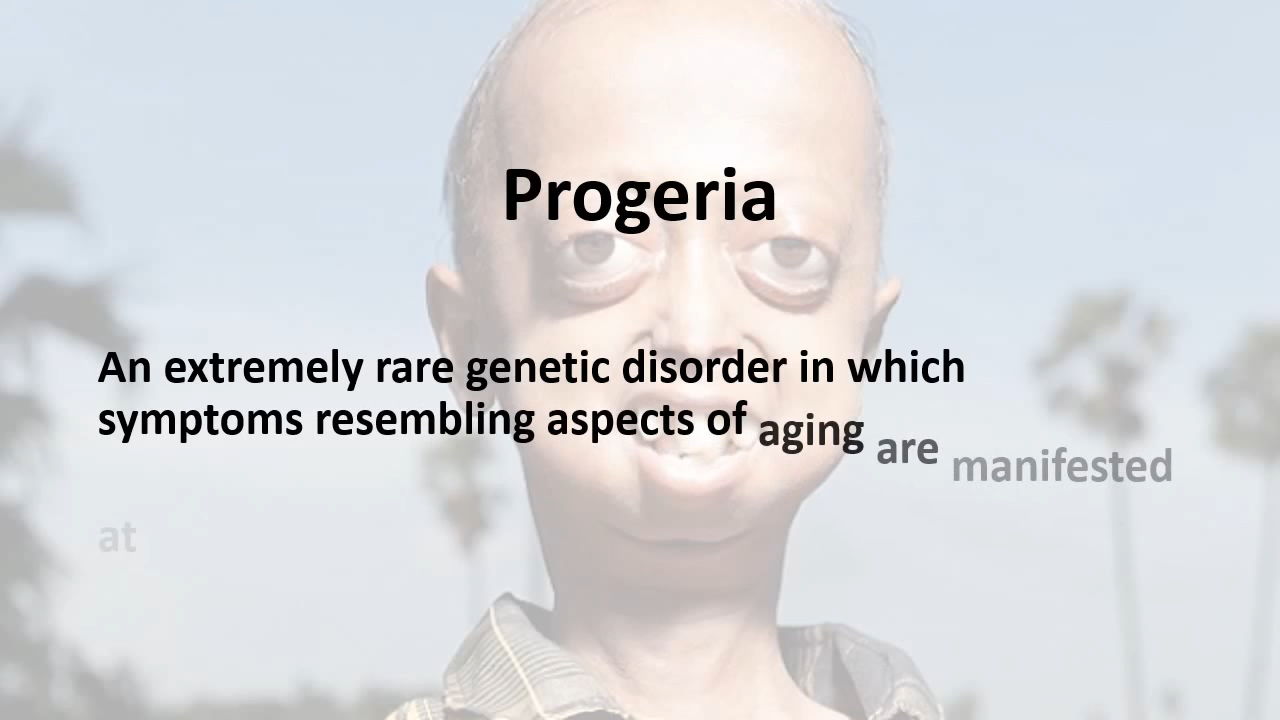 Progeria
An extremely rare genetic disorder in which
symptoms resembling aspects of aging are manifested
at